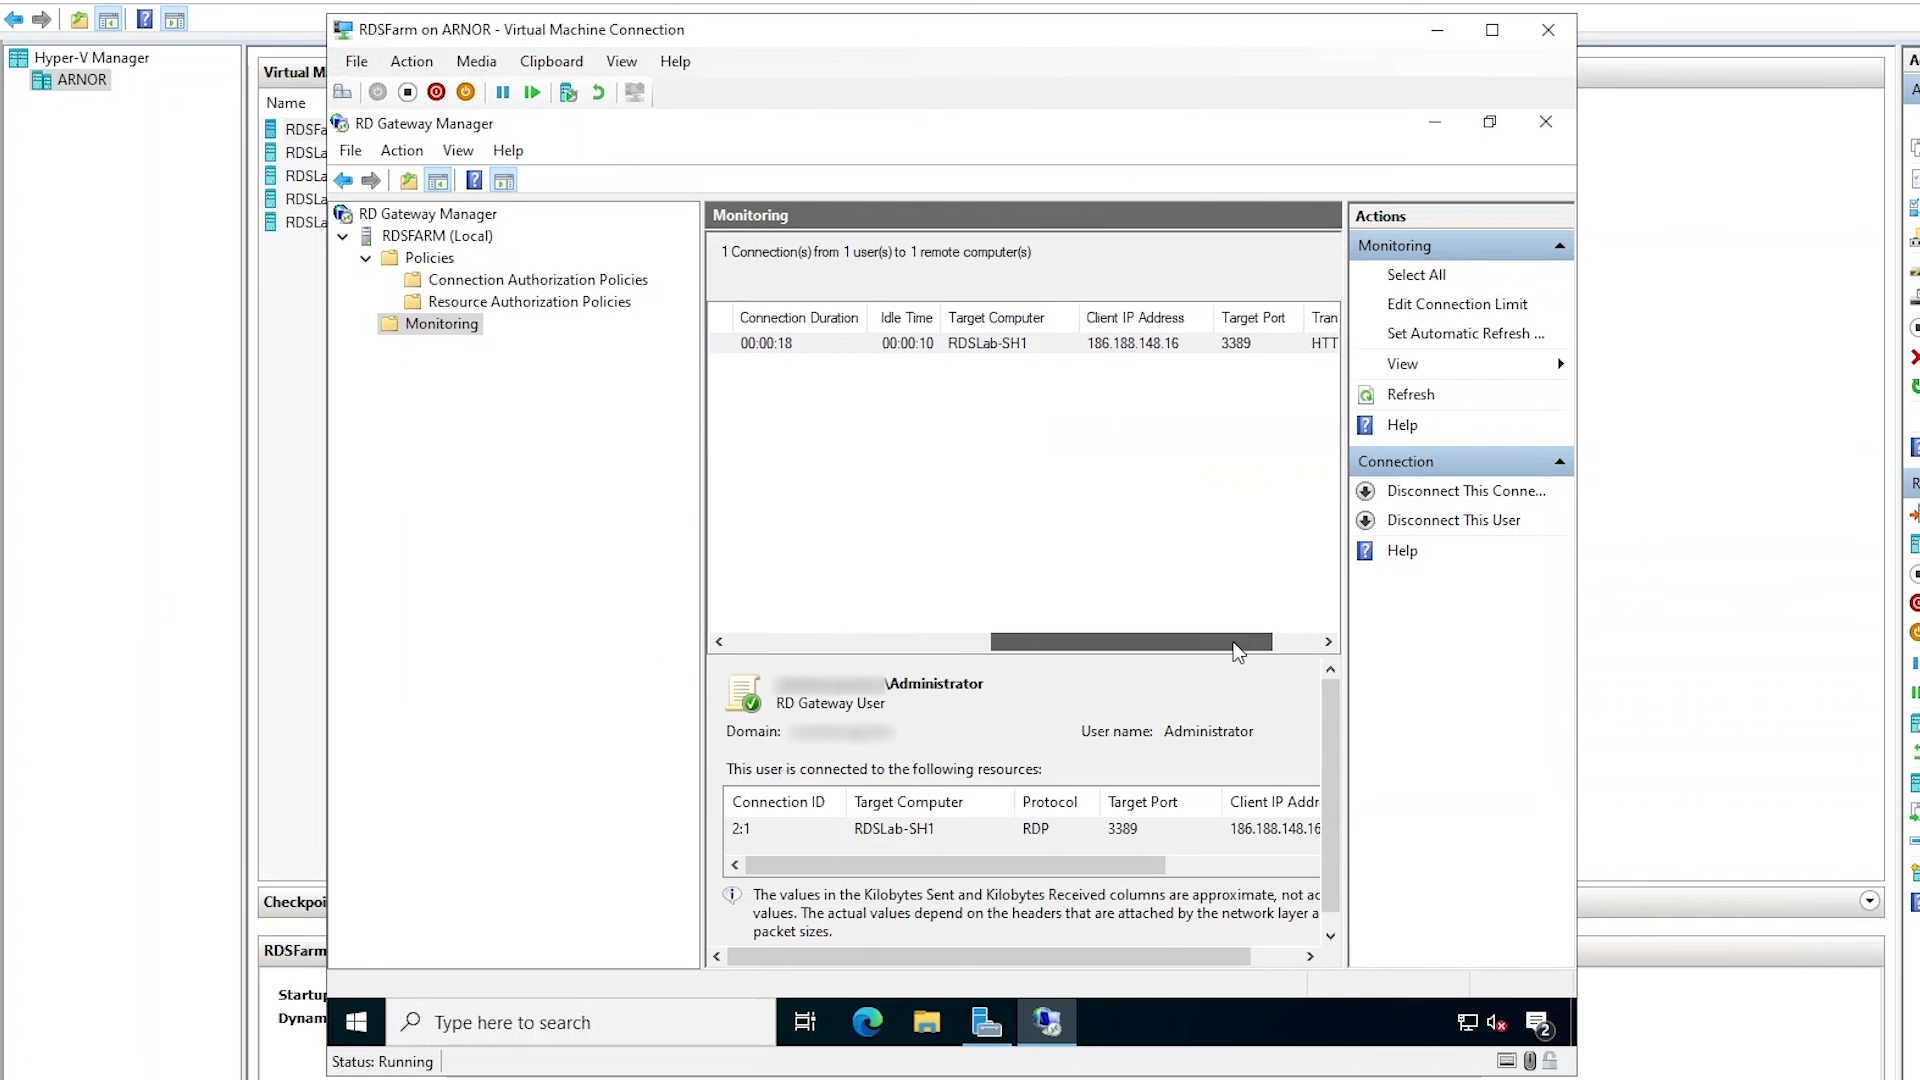 RDSFarm on ARNOR - Virtual Machine Connection
Hyper-V Manager
ARNOR
File Action Media Clipboard View Help
Virtual M
Name
RDSFa
RDSLa
RDSLa
RDSLa
RDSLa
RD Gateway Manager
File Action View Help
RD Gateway Manager
RDSFARM (Local)
Policies
Connection Authorization Policies
Resource Authorization Policies
Monitoring
Monitoring
1 Connection(s) from 1 user(s) to 1 remote computer(s)
Connection Duration Idle Time Target Computer Client IP Address Target Port Tran
00:00:18 00:00:10 RDSLab-SH1 186.188.148.16 3389 HTT
\Administrator
RD Gateway User
Domain: User name: Administrator
This user is connected to the following resources:
Connection ID Target Computer Protocol Target Port Client IP Addr
2:1 RDSLab-SH1 RDP 3389 186.188.148.16
The values in the Kilobytes Sent and Kilobytes Received columns are approximate, not ac
values. The actual values depend on the headers that are attached by the network layer a
packet sizes.
Actions
Monitoring
Select All
Edit Connection Limit
Set Automatic Refresh ...
View
Refresh
Help
Connection
Disconnect This Conne...
Disconnect This User
Help
A
A
R
Checkpoi
RDSFarm
Startup
Dynam
Type here to search
2
Status: Running